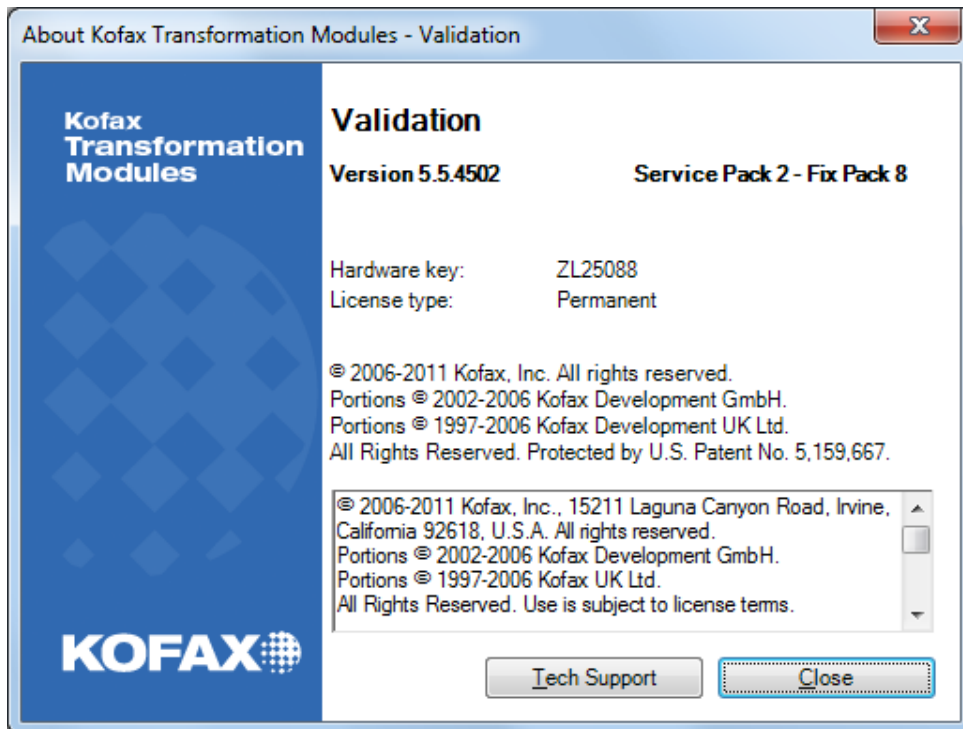 About Kofax Transformation Modules - Validation
Kofax
Transformation
Modules
Validation
Version 5.5.4502 Service Pack 2 - Fix Pack 8
Hardware key: ZL25088
License type: Permanent
© 2006-2011 Kofax, Inc. All rights reserved.
Portions © 2002-2006 Kofax Development GmbH.
Portions © 1997-2006 Kofax Development UK Ltd.
All Rights Reserved. Protected by U.S. Patent No. 5,159,667.
© 2006-2011 Kofax, Inc., 15211 Laguna Canyon Road, Irvine,
California 92618, U.S.A. All rights reserved.
Portions © 2002-2006 Kofax Development GmbH.
Portions © 1997-2006 Kofax UK Ltd.
All Rights Reserved. Use is subject to license terms.
KOFAX
Tech Support Close